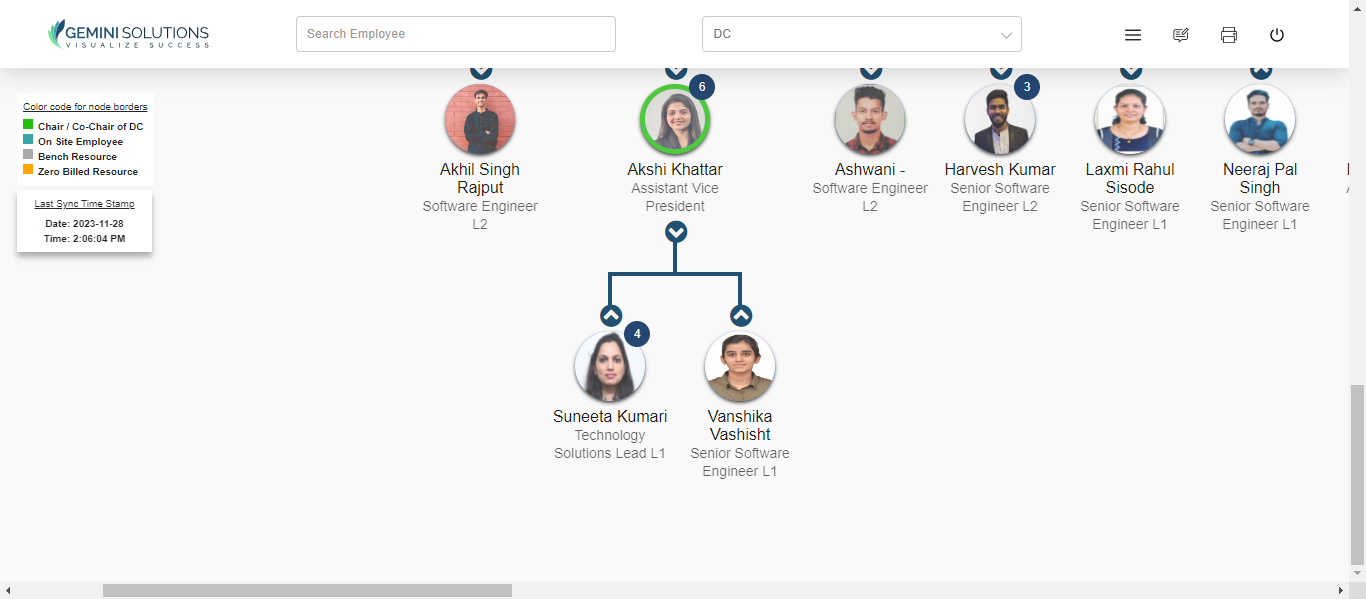 GEMINI SOLUTIONS
VISUALIZE SUCCESS
Search Employee
DC
Color code for node borders
Chair / Co-Chair of DC
On Site Employee
Bench Resource
Zero Billed Resource
Last Sync Time Stamp
Date: 2023-11-28
Time: 2:06:04 PM
Akhil Singh
Rajput
Software Engineer
L2
6
Akshi Khattar
Assistant Vice
President
Ashwani -
Software Engineer
L2
3
Harvesh Kumar
Senior Software
Engineer L2
Laxmi Rahul
Sisode
Senior Software
Engineer L1
Neeraj Pal
Singh
Senior Software
Engineer L1
4
Suneeta Kumari
Technology
Solutions Lead L1
Vanshika
Vashisht
Senior Software
Engineer L1